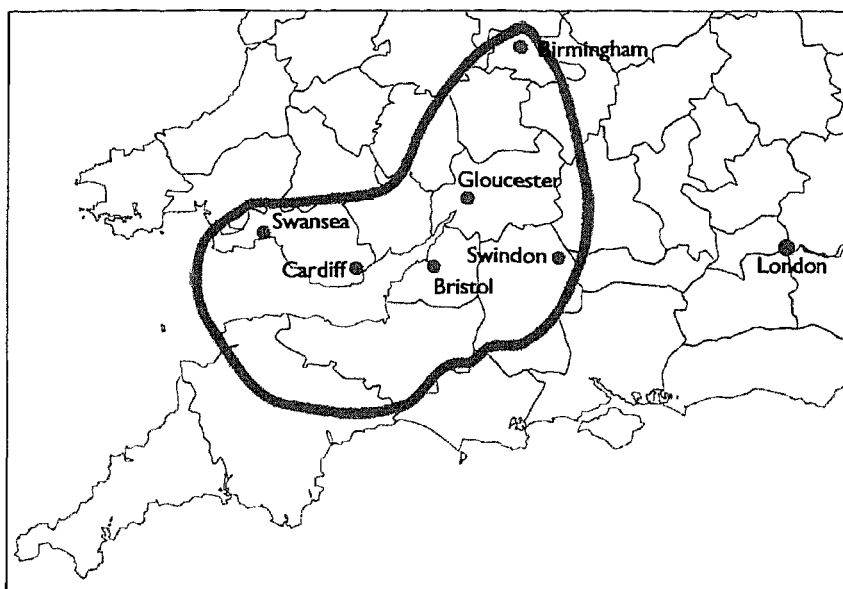 Birmingham
Gloucester
Swansea
Swindon
London
Cardiff
Bristol